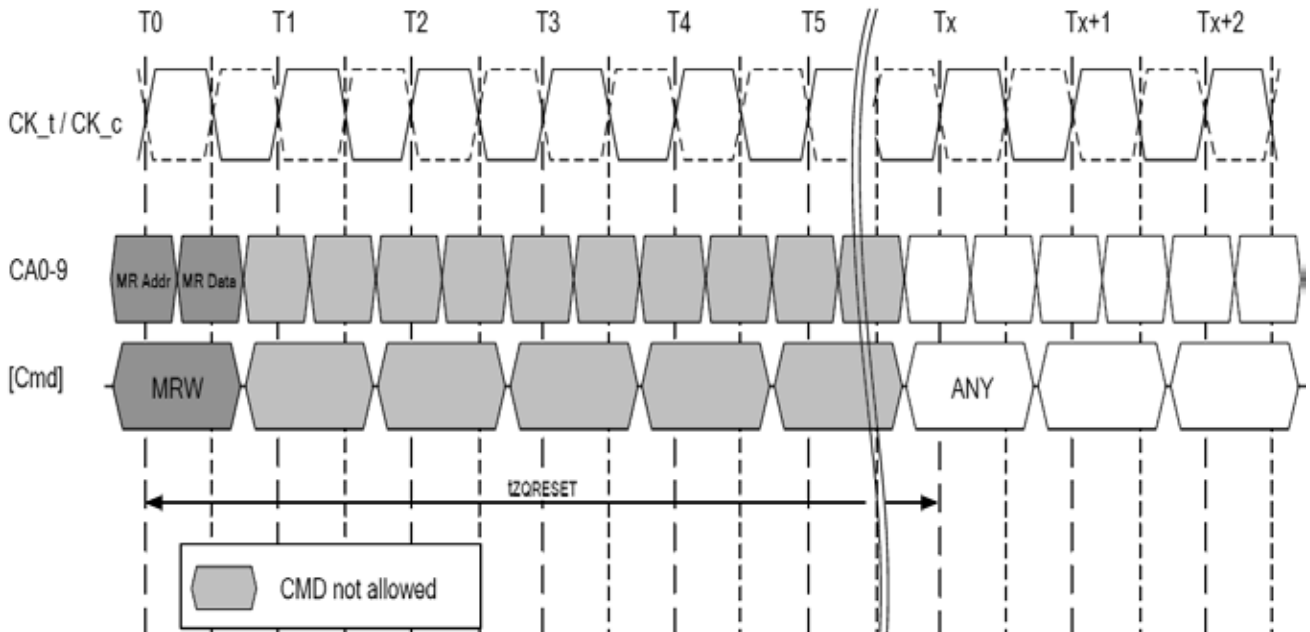 T0 T1 T2 T3 T4 T5 Tx Tx+1 Tx+2
CK_t / CK_c
CA0-9 MR Addr MR Data
[Cmd] MRW ANY
tZQRESET
CMD not allowed